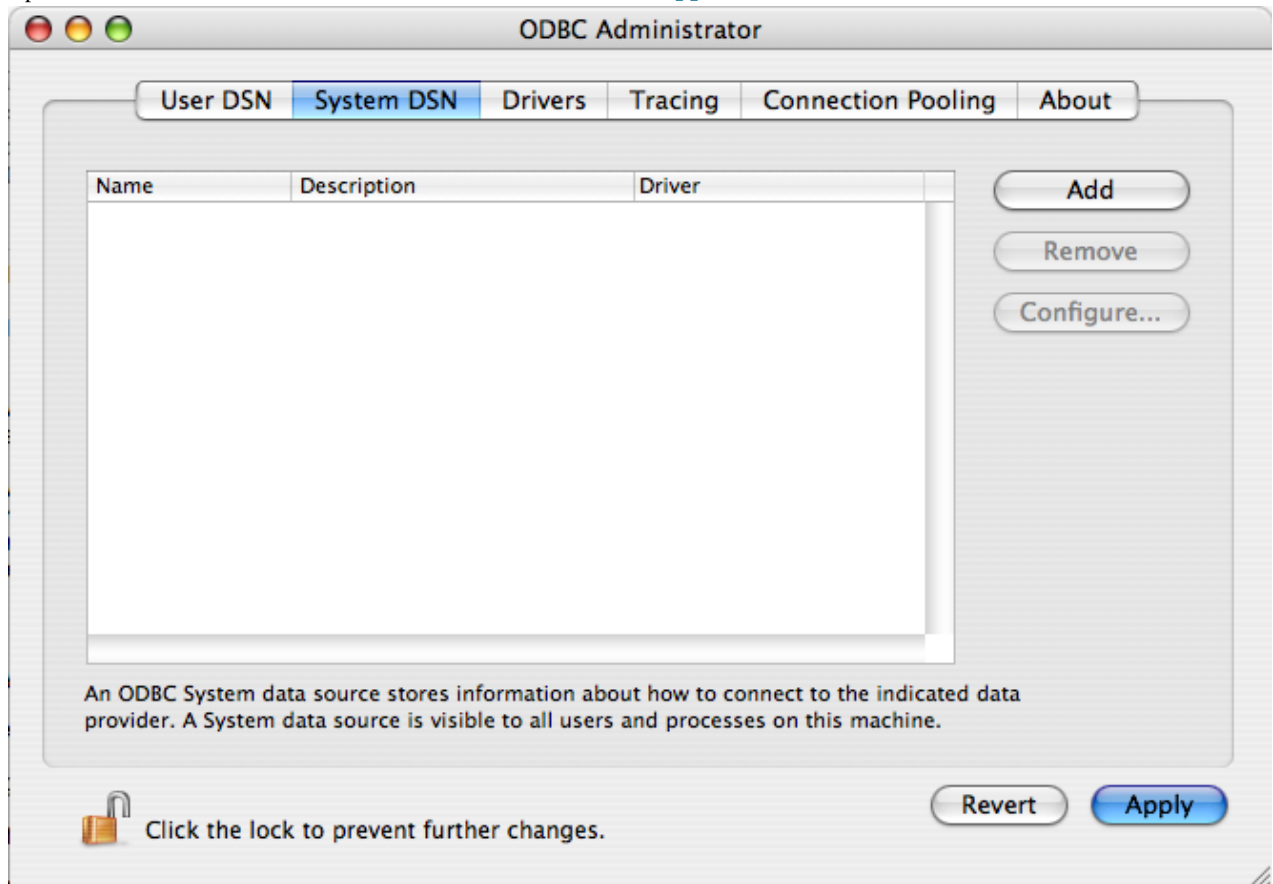 ODBC Administrator
User DSN System DSN Drivers Tracing Connection Pooling About
Name Description Driver
Add
Remove
Configure...
An ODBC System data source stores information about how to connect to the indicated data
provider. A System data source is visible to all users and processes on this machine.
Click the lock to prevent further changes.
Revert Apply